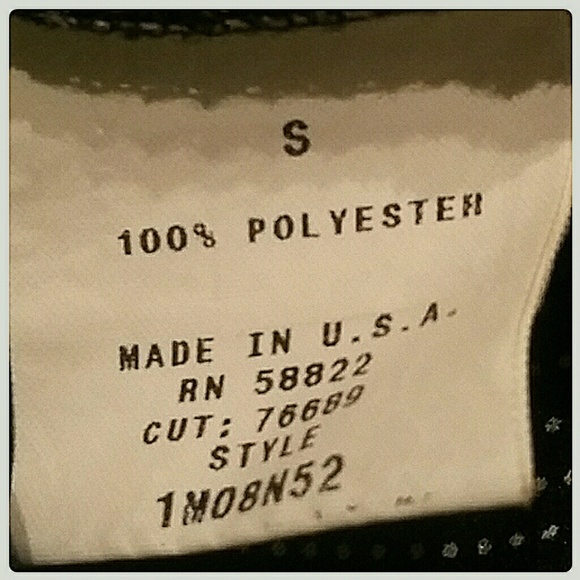 S
100% POLYESTER
MADE IN U.S.A.
RN 58822
CUT: 76689
STYLE
1M08N52